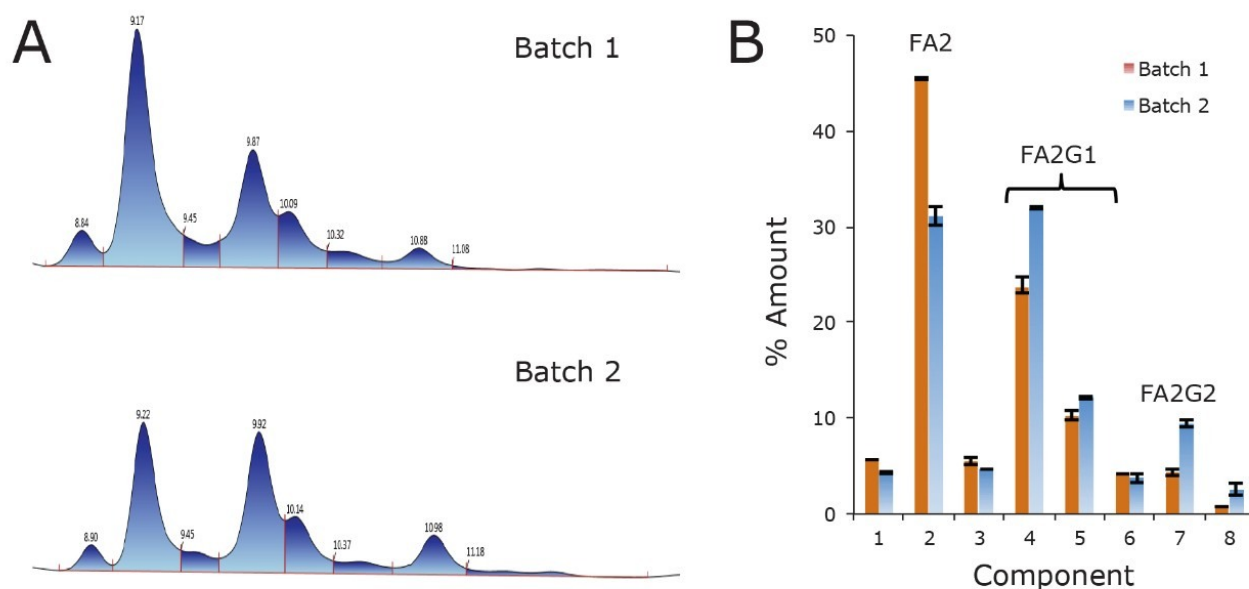 A
Batch 1
9.17
8.84
9.45
9.87
10.09
10.32
10.88
11.08
Batch 2
9.22
8.90
9.45
9.92
10.14
10.37
10.98
11.18
B
% Amount
50
40
30
20
10
0
FA2
Batch 1
Batch 2
FA2G1
FA2G2
1 2 3 4 5 6 7 8
Component